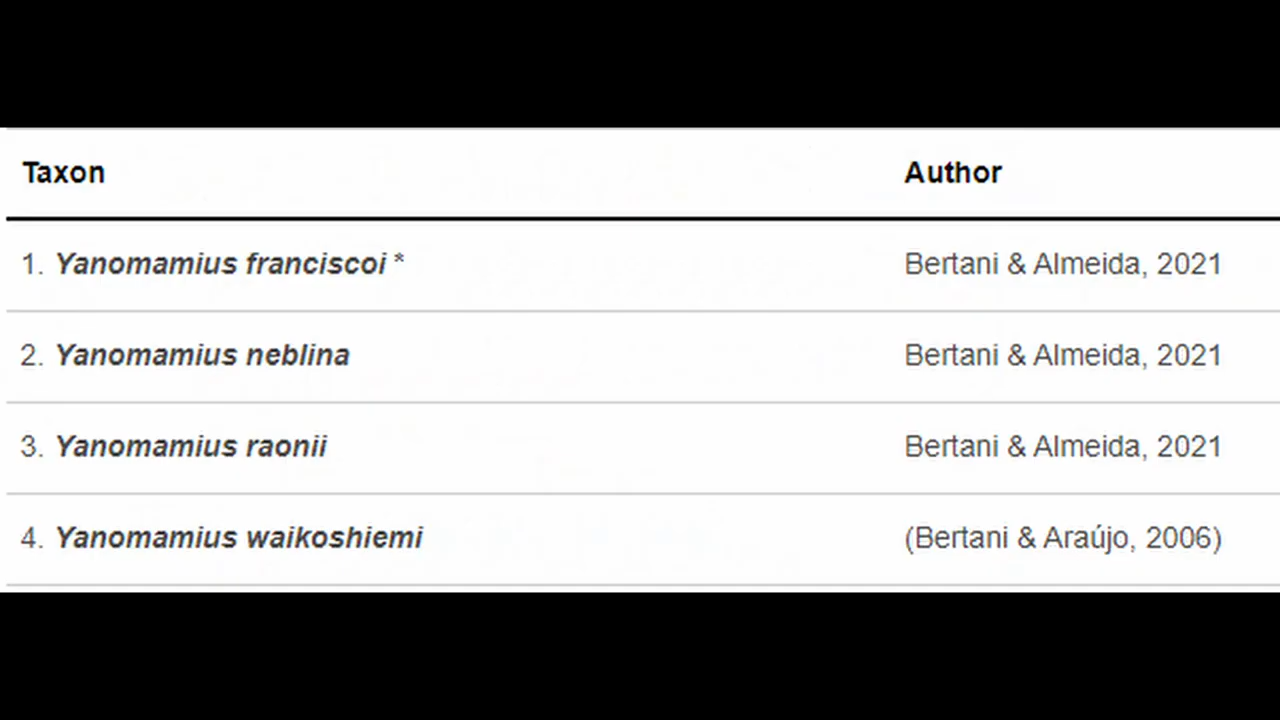 Taxon Author
1. Yanomamius franciscoi * Bertani & Almeida, 2021
2. Yanomamius neblina Bertani & Almeida, 2021
3. Yanomamius raonii Bertani & Almeida, 2021
4. Yanomamius waikoshiemi (Bertani & Araújo, 2006)